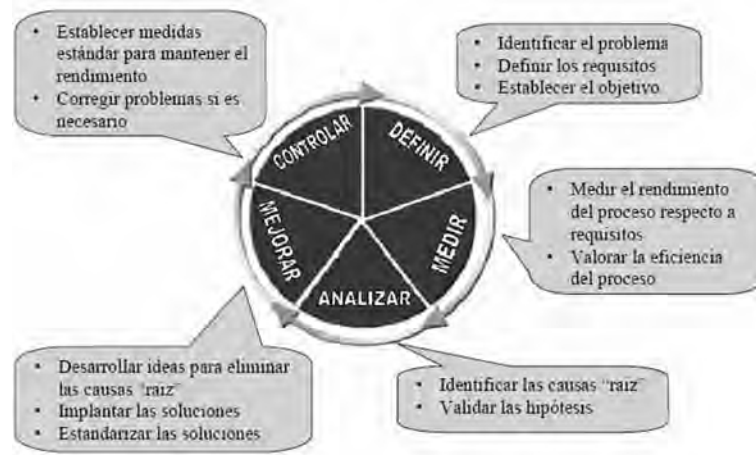 • Establecer medidas
estándar para mantener el
rendimiento
• Corregir problemas si es
necesario
• Identificar el problema
• Definir los requisitos
• Establecer el objetivo
CONTROLAR
DEFINIR
MEJORAR
MEDIR
ANALIZAR
• Medir el rendimiento
del proceso respecto a
requisitos
• Valorar la eficiencia
del proceso
• Desarrollar ideas para eliminar
las causas “raíz”
• Implantar las soluciones
• Estandarizar las soluciones
• Identificar las causas “raíz”
• Validar las hipótesis